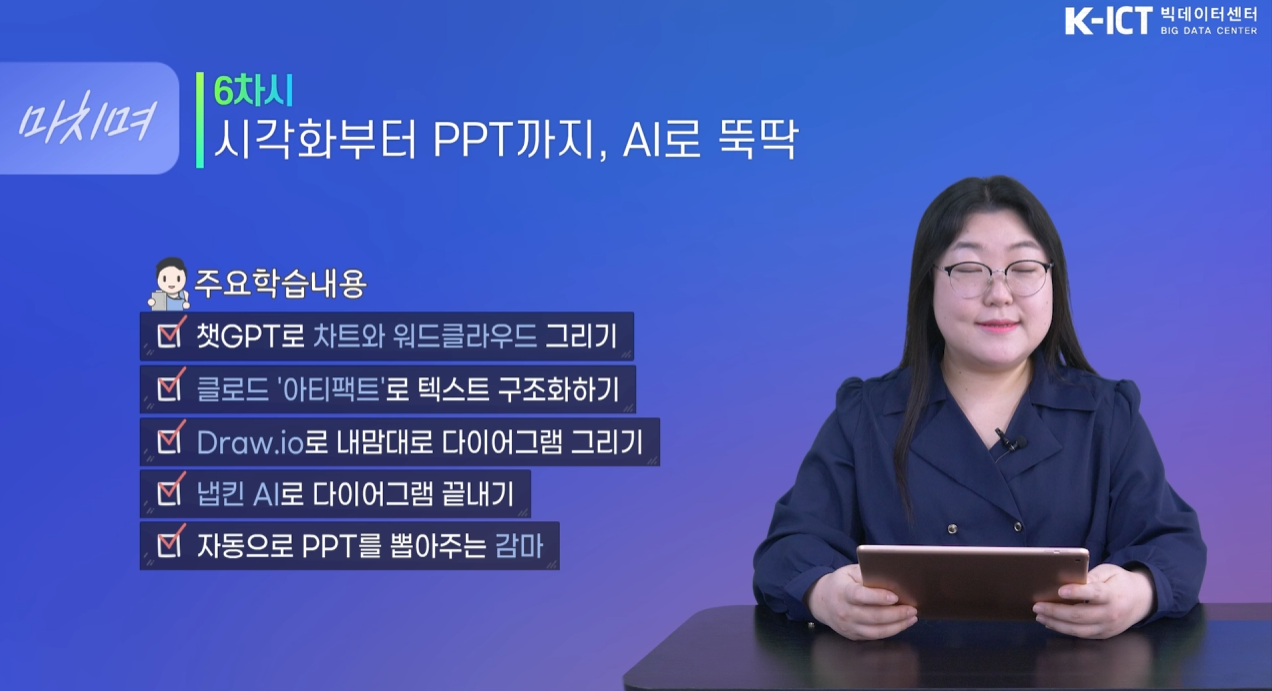 K-ICT 빅데이터센터
BIG DATA CENTER
마치며
6차시
시각화부터 PPT까지, AI로 뚝딱
주요학습내용
챗GPT로 차트와 워드클라우드 그리기
클로드 '아티팩트'로 텍스트 구조화하기
Draw.io로 내맘대로 다이어그램 그리기
냅킨 AI로 다이어그램 끝내기
자동으로 PPT를 뽑아주는 감마